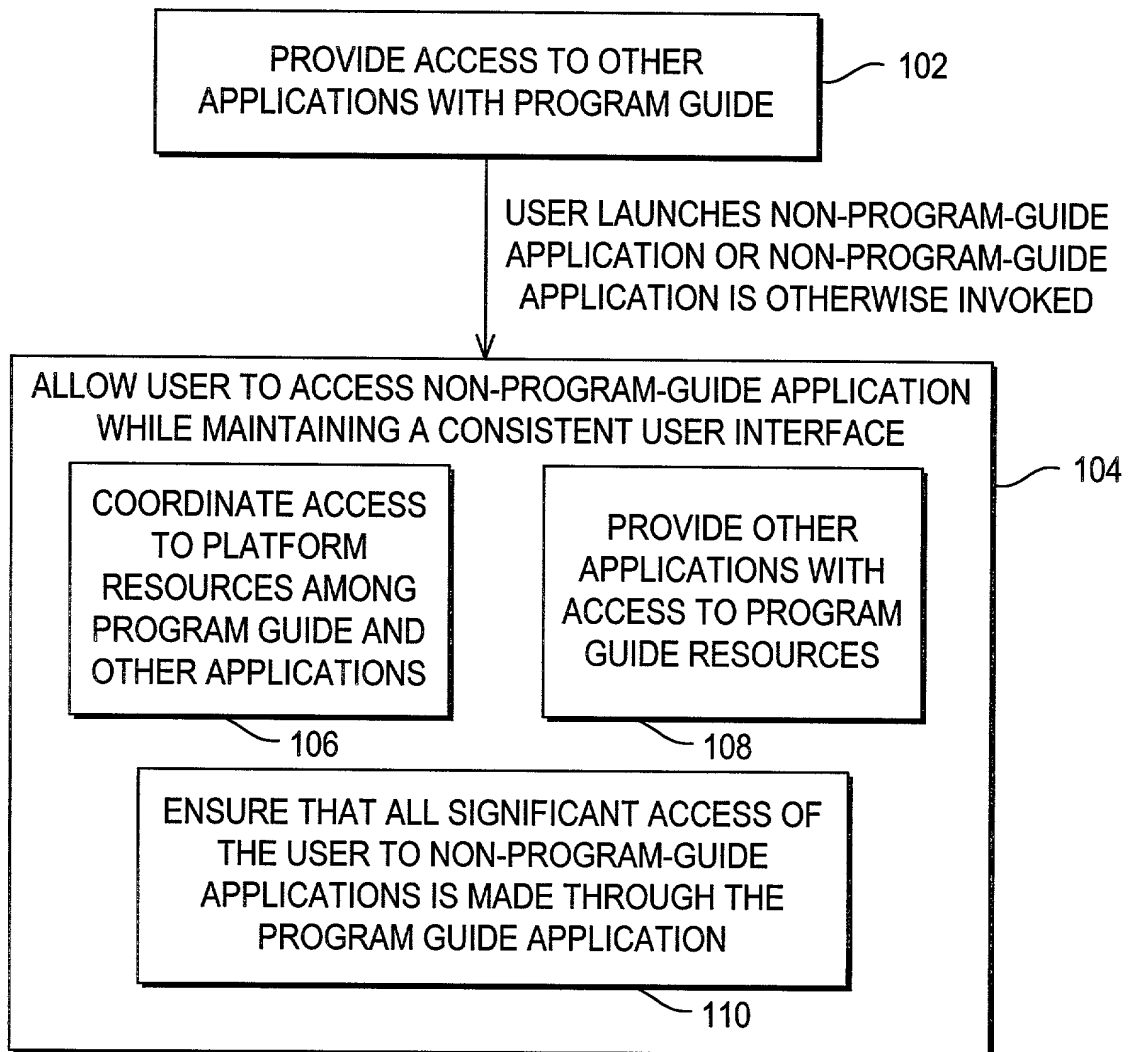 PROVIDE ACCESS TO OTHER
APPLICATIONS WITH PROGRAM GUIDE
102
USER LAUNCHES NON-PROGRAM-GUIDE
APPLICATION OR NON-PROGRAM-GUIDE
APPLICATION IS OTHERWISE INVOKED
ALLOW USER TO ACCESS NON-PROGRAM-GUIDE APPLICATION
WHILE MAINTAINING A CONSISTENT USER INTERFACE
104
COORDINATE ACCESS
TO PLATFORM
RESOURCES AMONG
PROGRAM GUIDE AND
OTHER APPLICATIONS
106
PROVIDE OTHER
APPLICATIONS WITH
ACCESS TO PROGRAM
GUIDE RESOURCES
108
ENSURE THAT ALL SIGNIFICANT ACCESS OF
THE USER TO NON-PROGRAM-GUIDE
APPLICATIONS IS MADE THROUGH THE
PROGRAM GUIDE APPLICATION
110